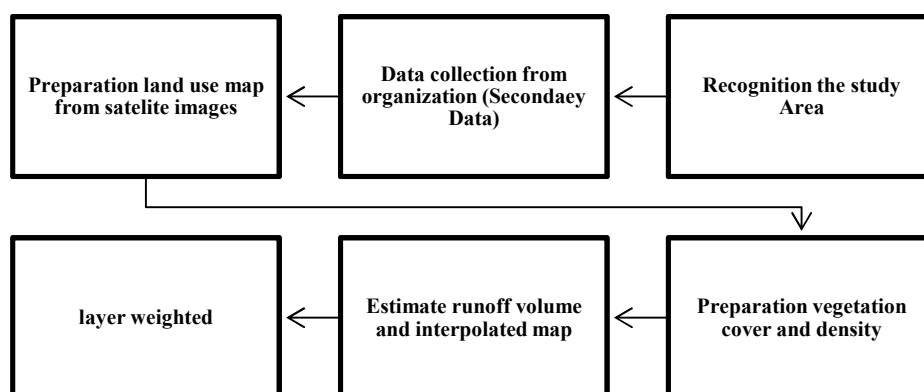 Preparation land use map
from satelite images
Data collection from
organization (Secondaey
Data)
Recognition the study
Area
layer weighted
Estimate runoff volume
and interpolated map
Preparation vegetation
cover and density